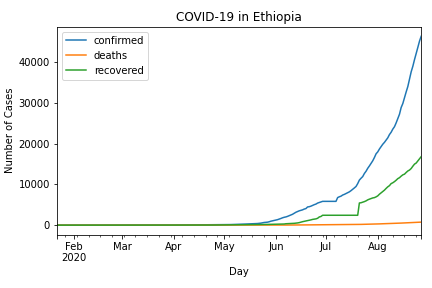 COVID-19 in Ethiopia
confirmed
deaths
recovered
Number of Cases
40000
30000
20000
10000
0
Feb
2020
Mar
Apr
May
Jun
Jul
Aug
Day